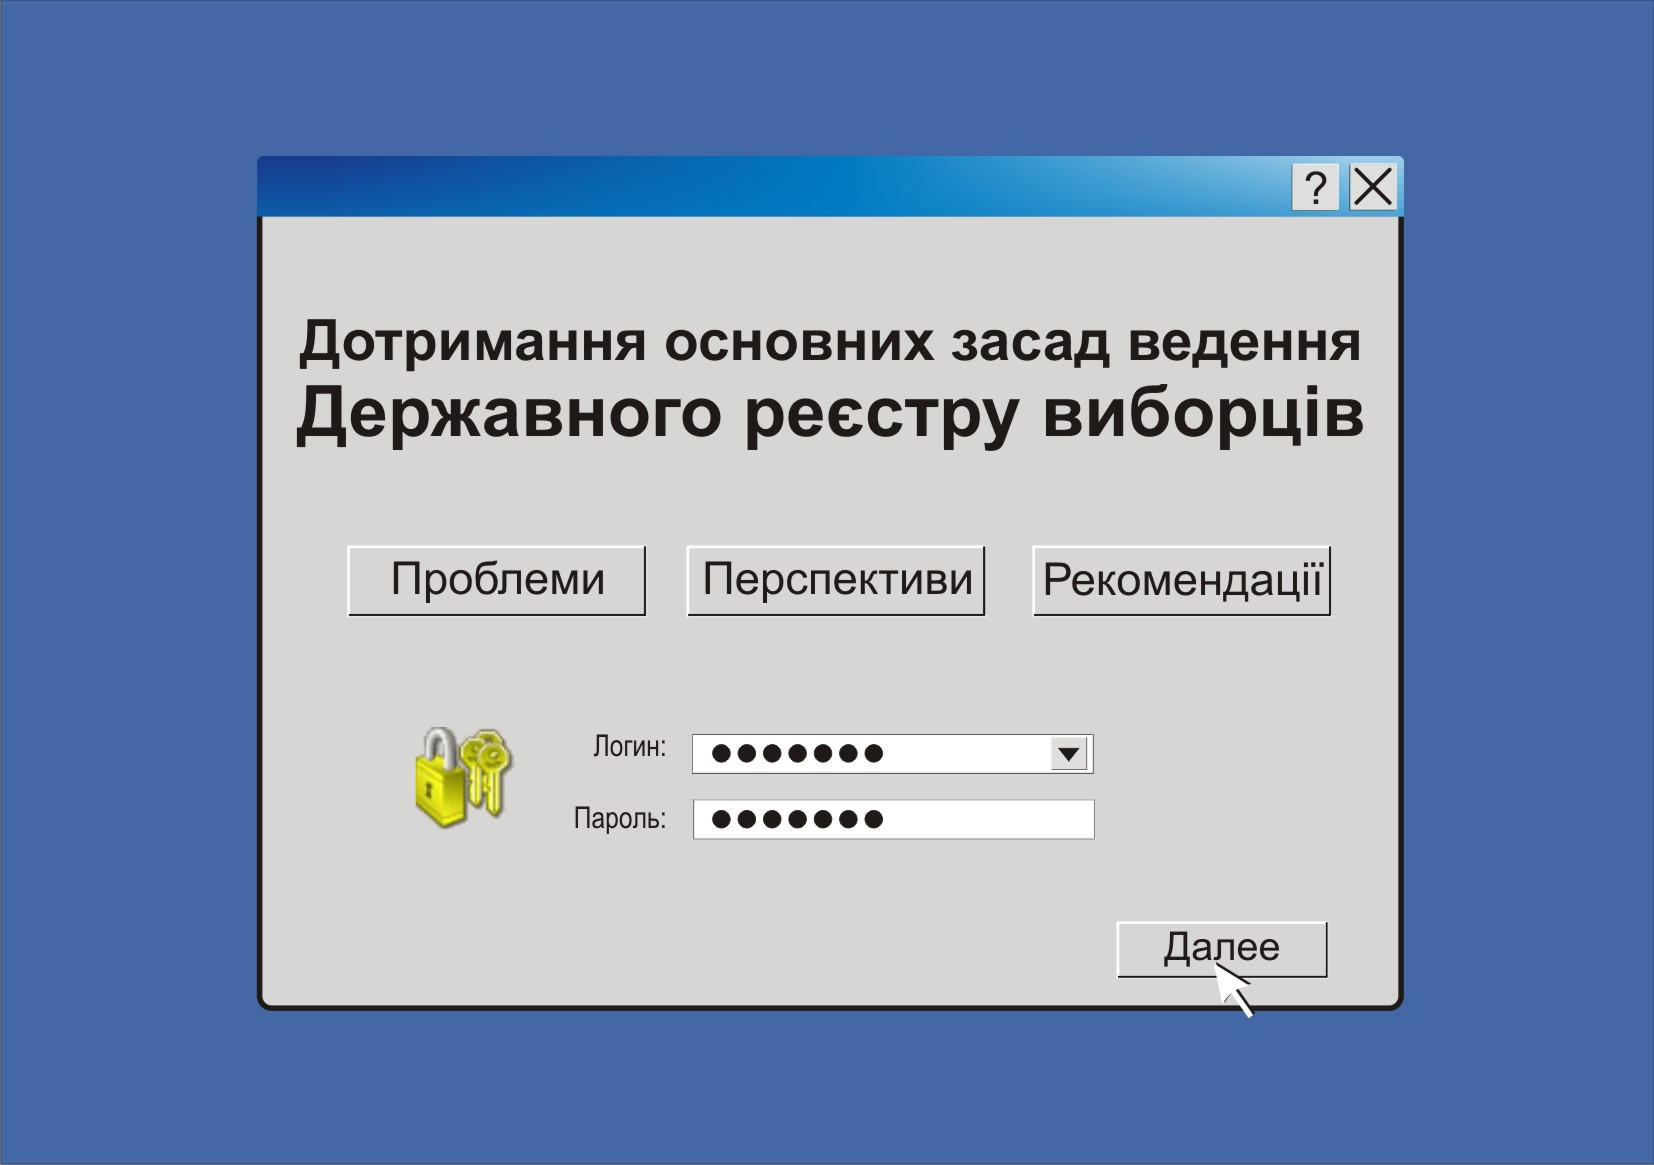 ?
Дотримання основних засад ведення
Державного реєстру виборців
Проблеми Перспективи Рекомендації
Логин:
Пароль:
Далее